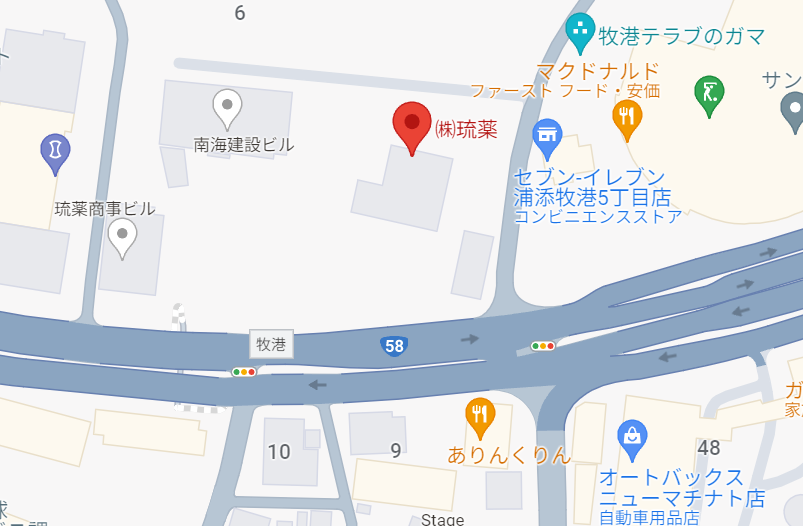 6
牧港テラブのガマ
マクドナルド
ファースト フード・安価
サン
㈱琉薬
南海建設ビル
セブン-イレブン
浦添牧港5丁目店
コンビニエンスストア
琉薬商事ビル
牧港
58
10
9
ありんくりん
48
オートバックス
ニューマチナト店
自動車用品店
Stage